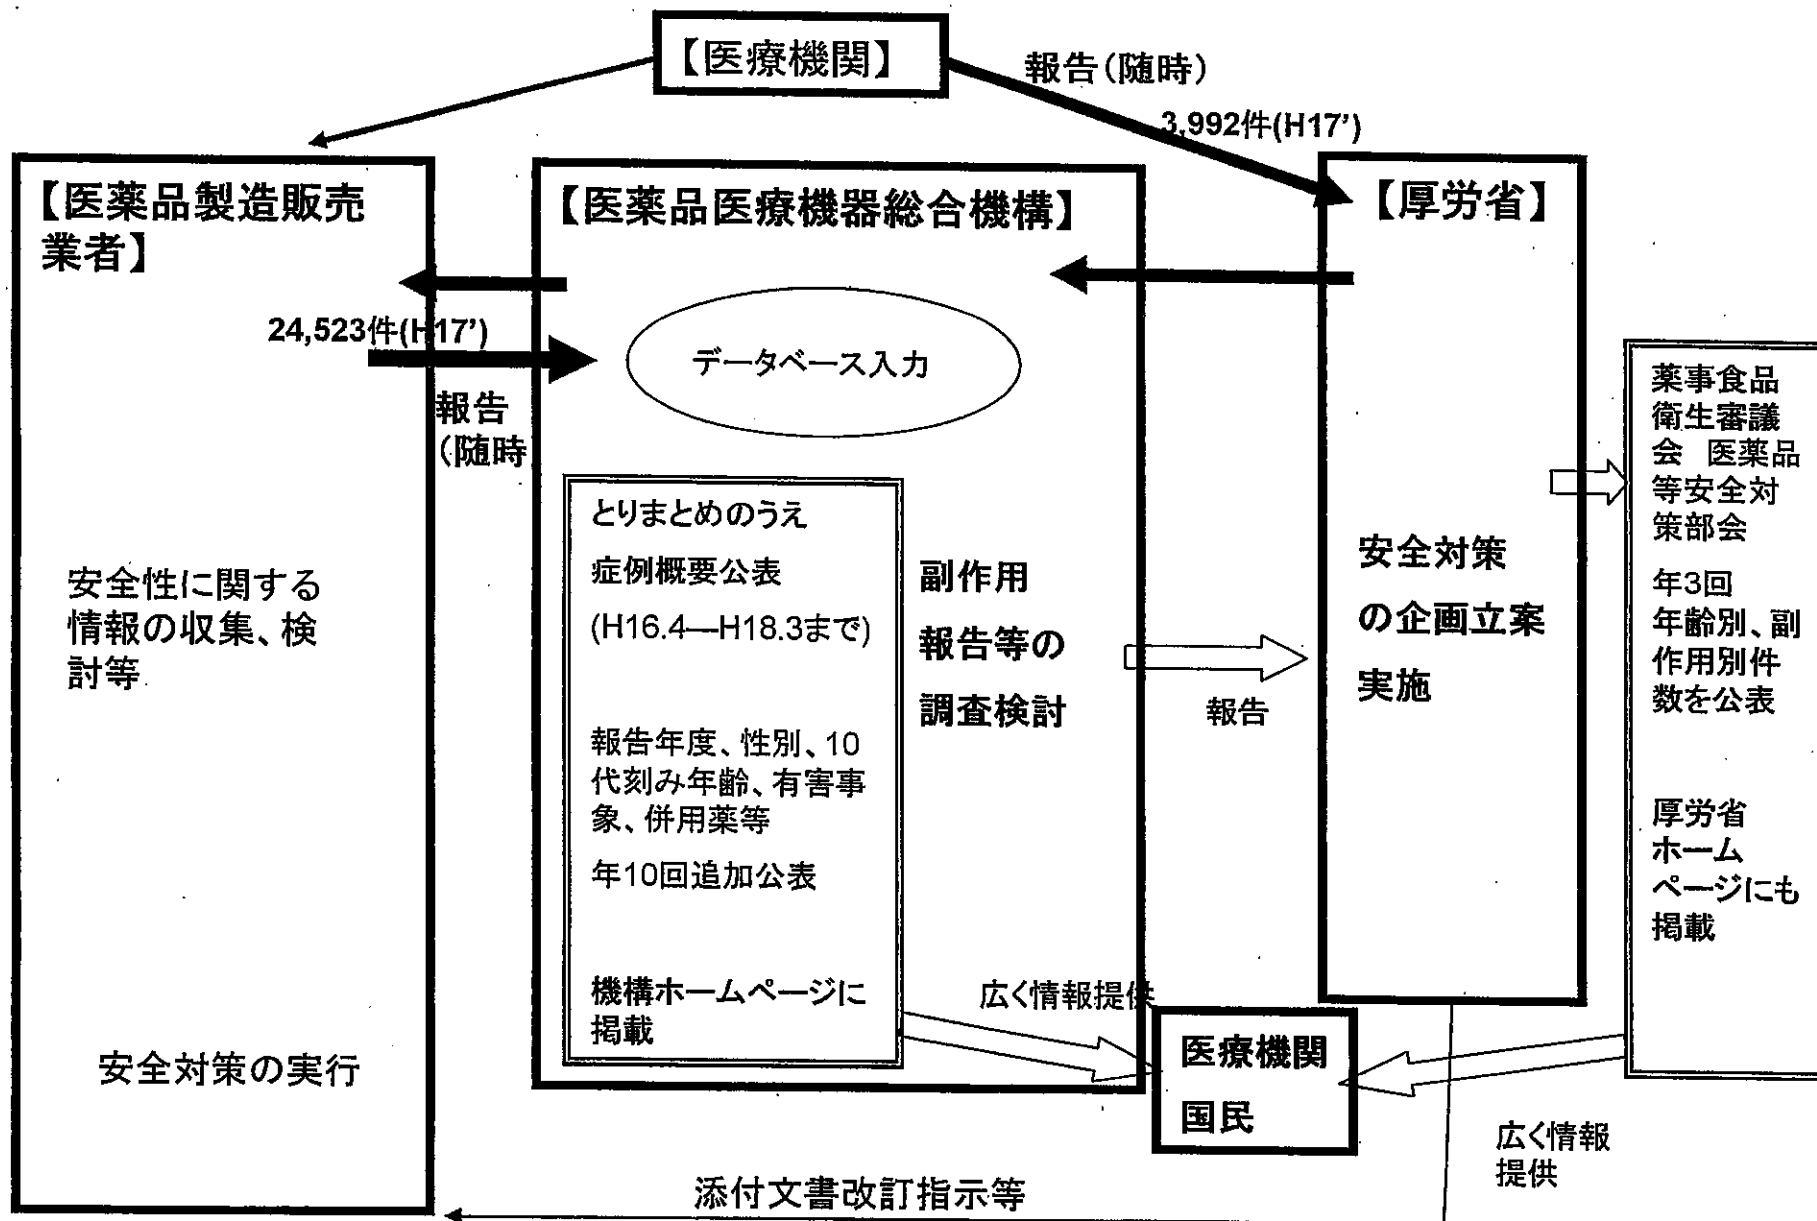 【医療機関】
報告(随時)
3,992件(H17')
【医薬品製造販売
業者】
24,523件(H17')
報告
(随時
安全性に関する
情報の収集、検
討等
安全対策の実行
【医薬品医療機器総合機構】
データベース入力
とりまとめのうえ
症例概要公表
(H16.4―H18.3まで)
報告年度、性別、10
代刻み年齢、有害事
象、併用薬等
年10回追加公表
機構ホームページに
掲載
副作用
報告等の
調査検討
報告
広く情報提供
【厚労省】
安全対策
の企画立案
実施
薬事食品
衛生審議
会 医薬品
等安全対
策部会
年3回
年齢別、副
作用別件
数を公表
厚労省
ホーム
ページにも
掲載
医療機関
国民
広く情報
提供
添付文書改訂指示等